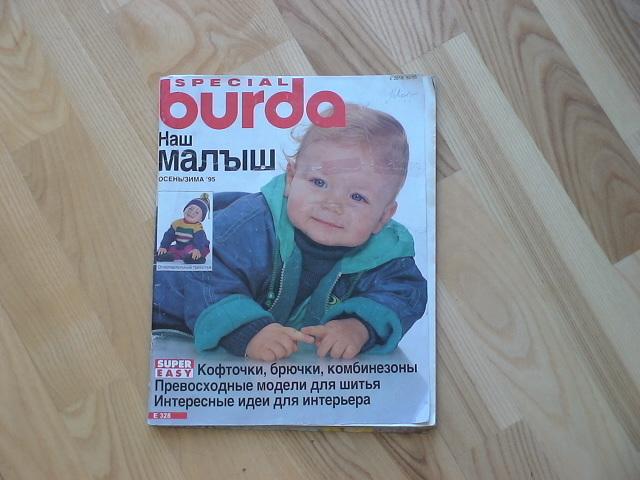 SPECIAL
burda
Наш
малыш
ОСЕНЬ/ЗИМА '95
SUPER
EASY
Кофточки, брючки, комбинезоны
Превосходные модели для шитья
Интересные идеи для интерьера
E 328